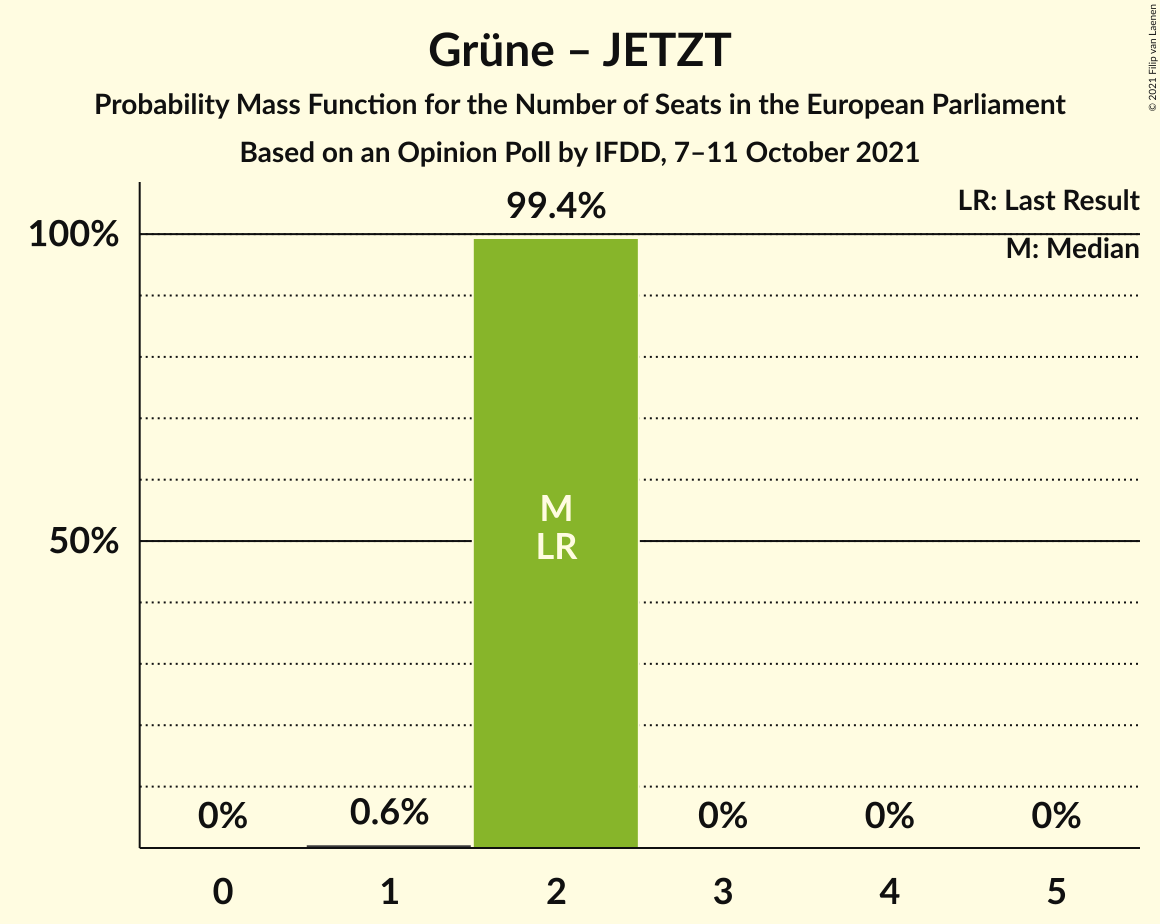 Grüne – JETZT
Probability Mass Function for the Number of Seats in the European Parliament
Based on an Opinion Poll by IFDD, 7–11 October 2021
© 2021 Filip van Laenen
LR: Last Result
M: Median
100%
50%
99.4%
M
LR
0%
0.6%
0%
0%
0%
0
1
2
3
4
5